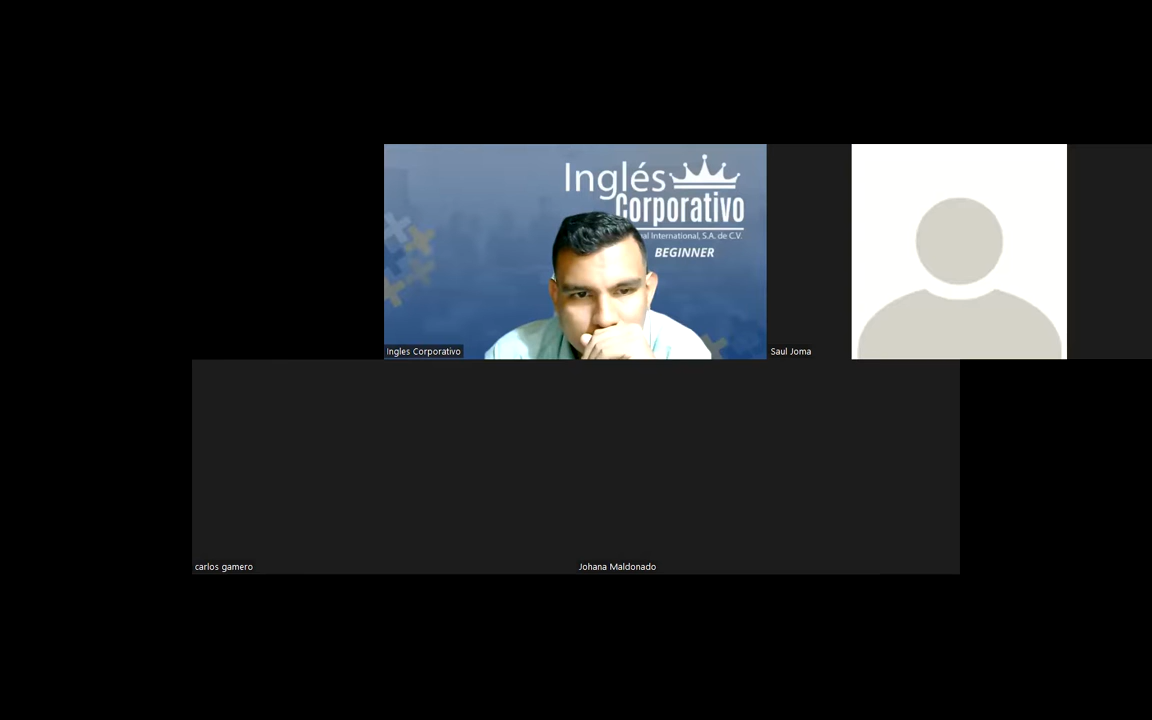 Inglés
Corporativo
al International, S.A. de C.V.
BEGINNER
Ingles Corporativo
Saul Joma
carlos gamero
Johana Maldonado